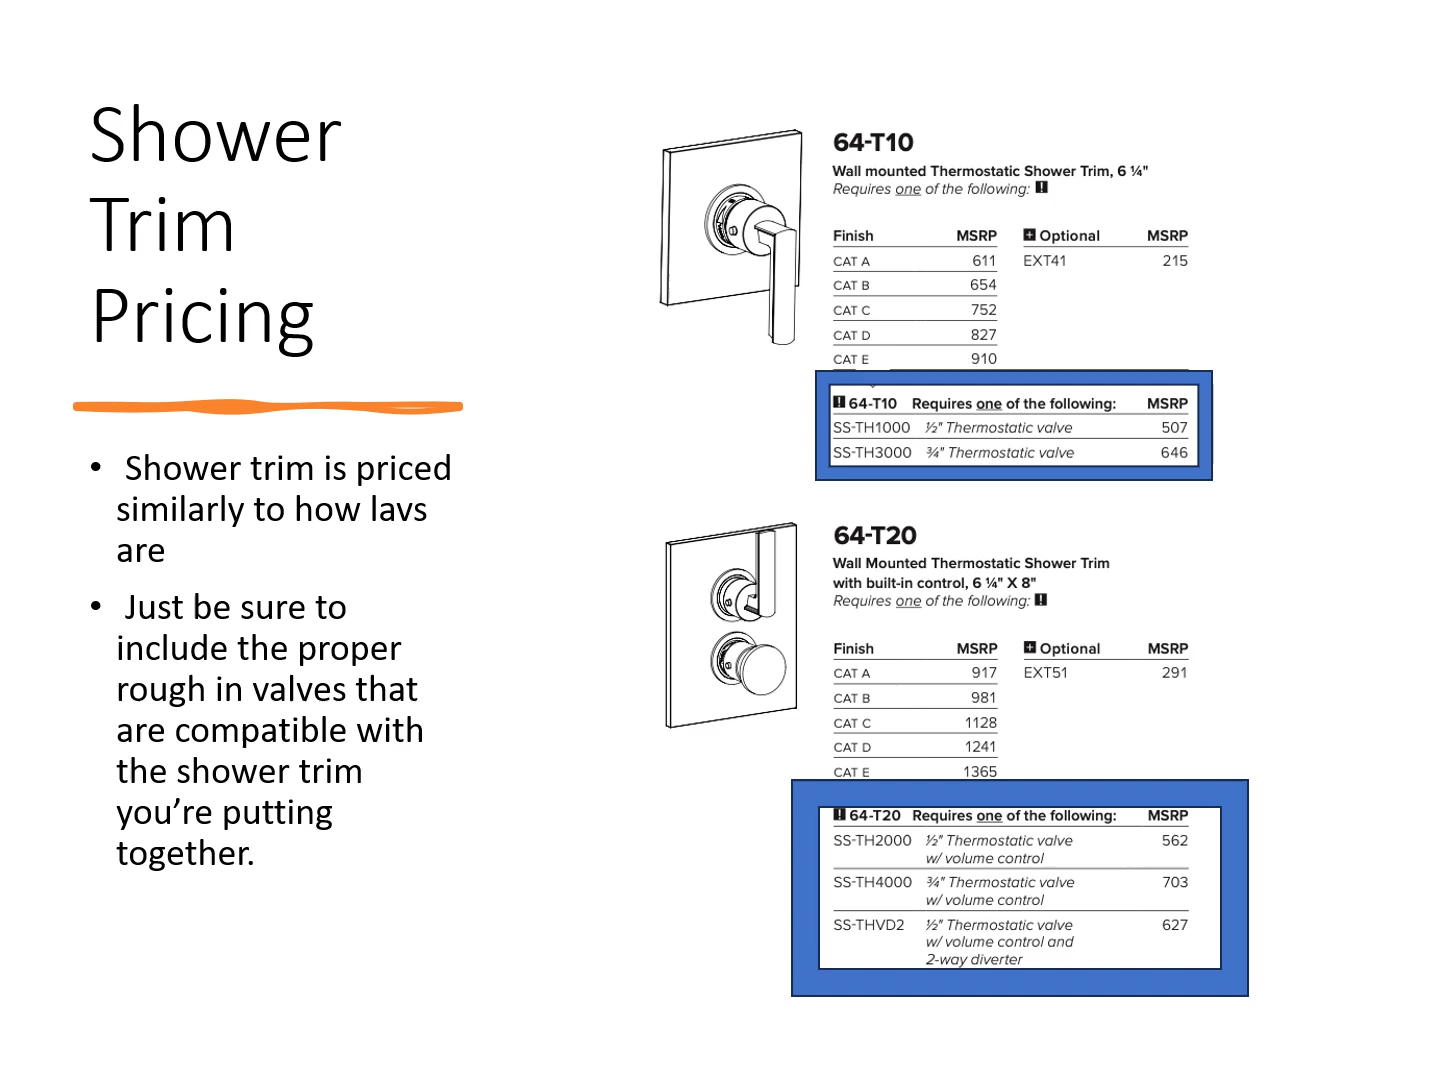 Shower
Trim
Pricing
• Shower trim is priced
similarly to how lavs
are
• Just be sure to
include the proper
rough in valves that
are compatible with
the shower trim
you’re putting
together.
64-T10
Wall mounted Thermostatic Shower Trim, 6 ¼"
Requires one of the following:
Finish MSRP Optional MSRP
CAT A 611 EXT41 215
CAT B 654
CAT C 752
CAT D 827
CAT E 910
64-T10 Requires one of the following: MSRP
SS-TH1000 ½" Thermostatic valve 507
SS-TH3000 ¾" Thermostatic valve 646
64-T20
Wall Mounted Thermostatic Shower Trim
with built-in control, 6 ¼" X 8"
Requires one of the following:
Finish MSRP Optional MSRP
CAT A 917 EXT51 291
CAT B 981
CAT C 1128
CAT D 1241
CAT E 1365
64-T20 Requires one of the following: MSRP
SS-TH2000 ½" Thermostatic valve 562
w/ volume control
SS-TH4000 ¾" Thermostatic valve 703
w/ volume control
SS-THVD2 ½" Thermostatic valve 627
w/ volume control and
2-way diverter